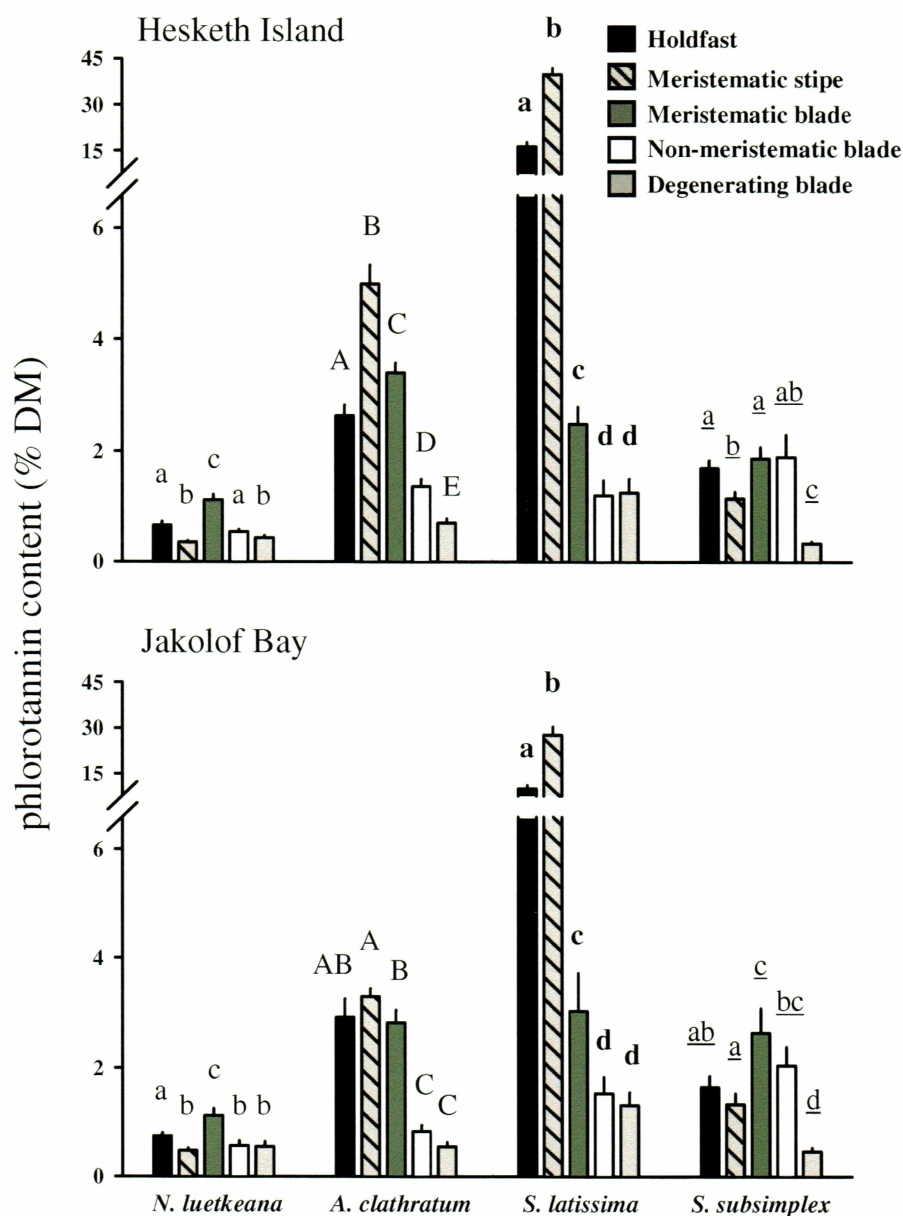 Hesketh Island
Holdfast
Meristematic stipe
Meristematic blade
Non-meristematic blade
Degenerating blade
phlorotannin content (% DM)
45
30
15
6
4
2
0
a b c a b
A B C D E
a b c d d
a b a ab c
Jakolof Bay
45
30
15
6
4
2
0
a b c b b
AB A B C C
a b c d d
ab a c bc d
N. luetkeana A. clathratum S. latissima S. subsimplex